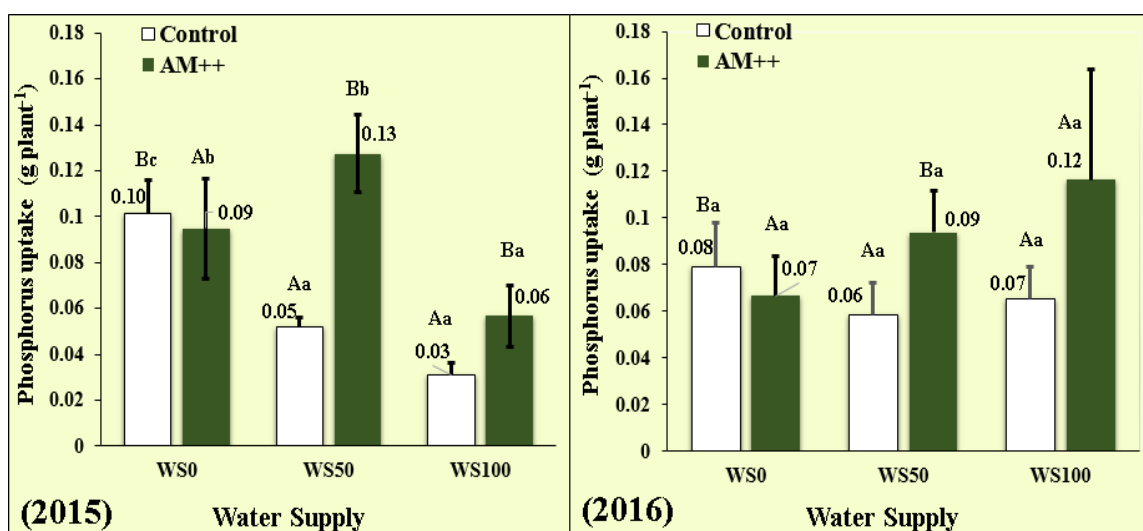 Phosphorus uptake (g plant⁻¹)
0.18
0.16
0.14
0.12
0.1
0.08
0.06
0.04
0.02
0
Control
AM++
Bc
0.10
Ab
0.09
Aa
0.05
Bb
0.13
Aa
0.03
Ba
0.06
WS0
WS50
WS100
(2015)
Water Supply
Phosphorus uptake (g plant⁻¹)
0.18
0.16
0.14
0.12
0.1
0.08
0.06
0.04
0.02
0
Control
AM++
Ba
0.08
Aa
0.07
Aa
0.06
Ba
0.09
Aa
0.07
Aa
0.12
WS0
WS50
WS100
(2016)
Water Supply